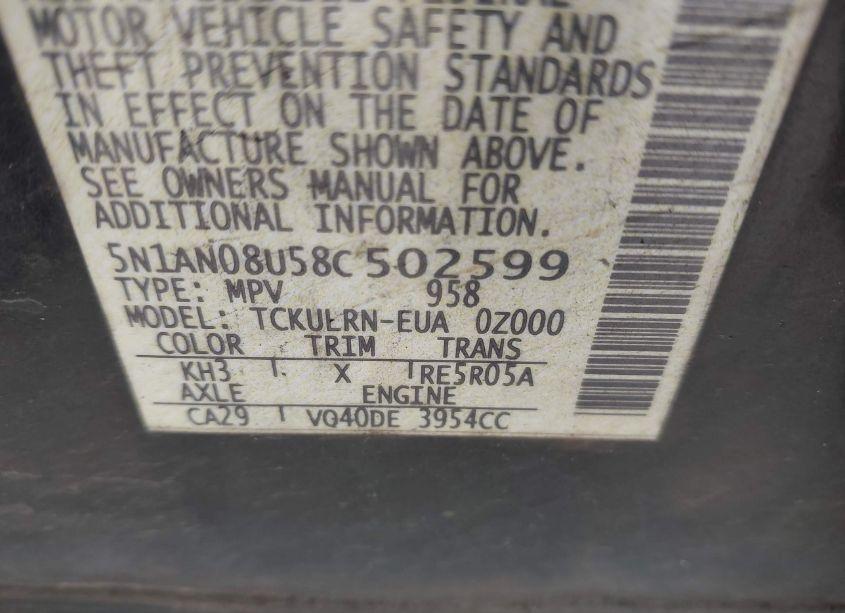 MOTOR VEHICLE SAFETY AND
THEFT PREVENTION STANDARDS
IN EFFECT ON THE DATE OF
MANUFACTURE SHOWN ABOVE.
SEE OWNERS MANUAL FOR
ADDITIONAL INFORMATION.
5N1AN08U58C502599
TYPE: MPV 958
MODEL: TCKULRN-EUA 0Z000
COLOR TRIM TRANS
KH3 X RE5R05A
AXLE ENGINE
CA29 VQ40DE 3954CC